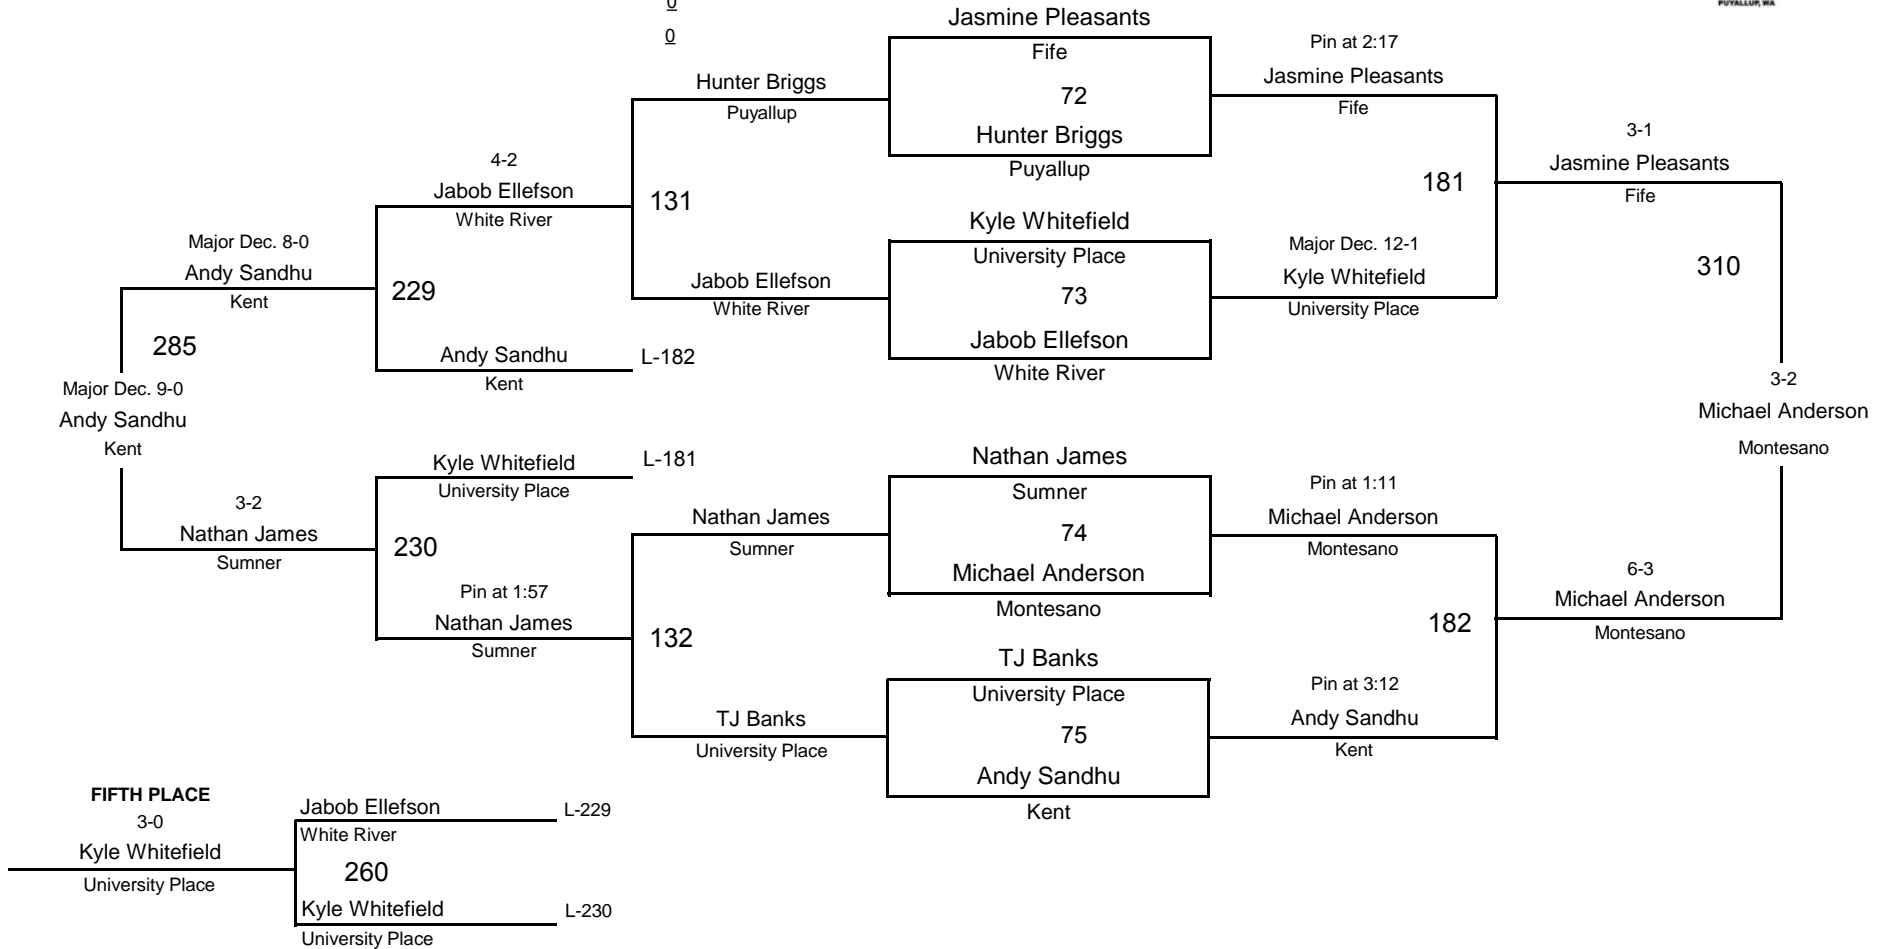 0
PUYALLUP, WA
0
Jasmine Pleasants
Fife
72
Hunter Briggs
Puyallup
Kyle Whitefield
University Place
73
Jabob Ellefson
White River
Nathan James
Sumner
74
Michael Anderson
Montesano
TJ Banks
University Place
75
Andy Sandhu
Kent
Pin at 2:17
Jasmine Pleasants
Fife
181
Major Dec. 12-1
Kyle Whitefield
University Place
Pin at 1:11
Michael Anderson
Montesano
182
Pin at 3:12
Andy Sandhu
Kent
3-1
Jasmine Pleasants
Fife
310
6-3
Michael Anderson
Montesano
3-2
Michael Anderson
Montesano
Hunter Briggs
Puyallup
131
Jabob Ellefson
White River
Nathan James
Sumner
132
TJ Banks
University Place
4-2
Jabob Ellefson
White River
229
Andy Sandhu
L-182
Kent
Kyle Whitefield
L-181
University Place
230
Pin at 1:57
Nathan James
Sumner
Major Dec. 8-0
Andy Sandhu
Kent
285
3-2
Nathan James
Sumner
Major Dec. 9-0
Andy Sandhu
Kent
FIFTH PLACE
3-0
Kyle Whitefield
University Place
Jabob Ellefson
L-229
White River
260
Kyle Whitefield
L-230
University Place